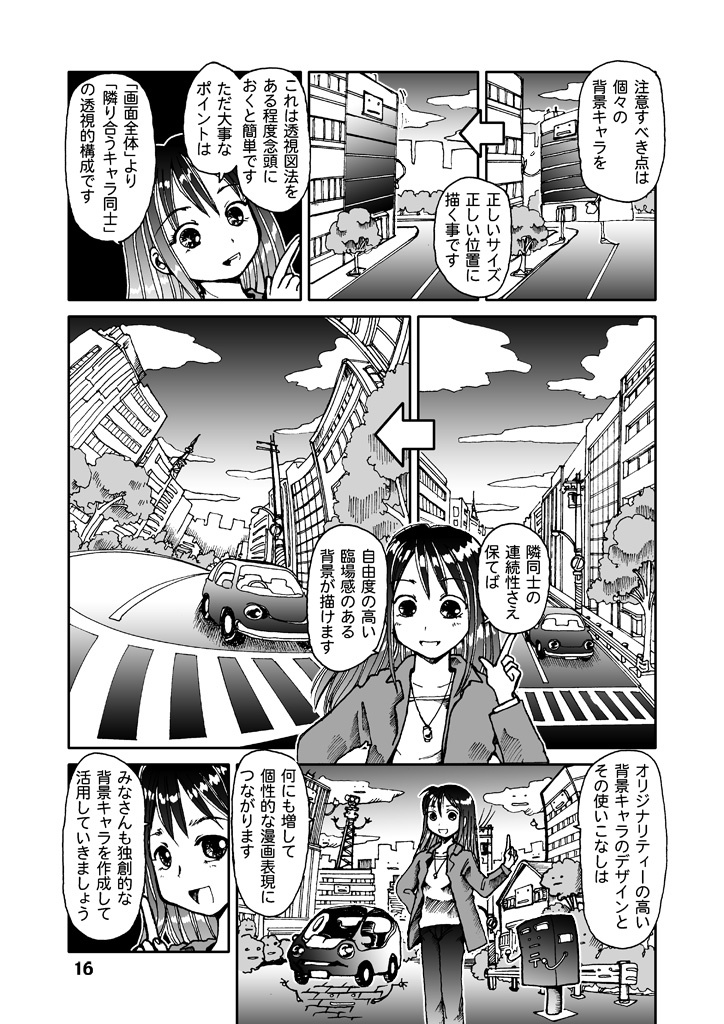 注意すべき点は
個々の
背景キャラを
正しいサイズ
正しい位置に
描く事です
これは透視図法を
ある程度念頭に
おくと簡単です
ただ大事な
ポイントは
「画面全体」より
「隣り合うキャラ同士」
の透視的構成です
隣同士の
連続性さえ
保てば
自由度の高い
臨場感のある
背景が描けます
オリジナリティーの高い
背景キャラのデザインと
その使いこなしは
何にも増して
個性的な漫画表現に
つながります
みなさんも独創的な
背景キャラを作成して
活用していきましょう
16